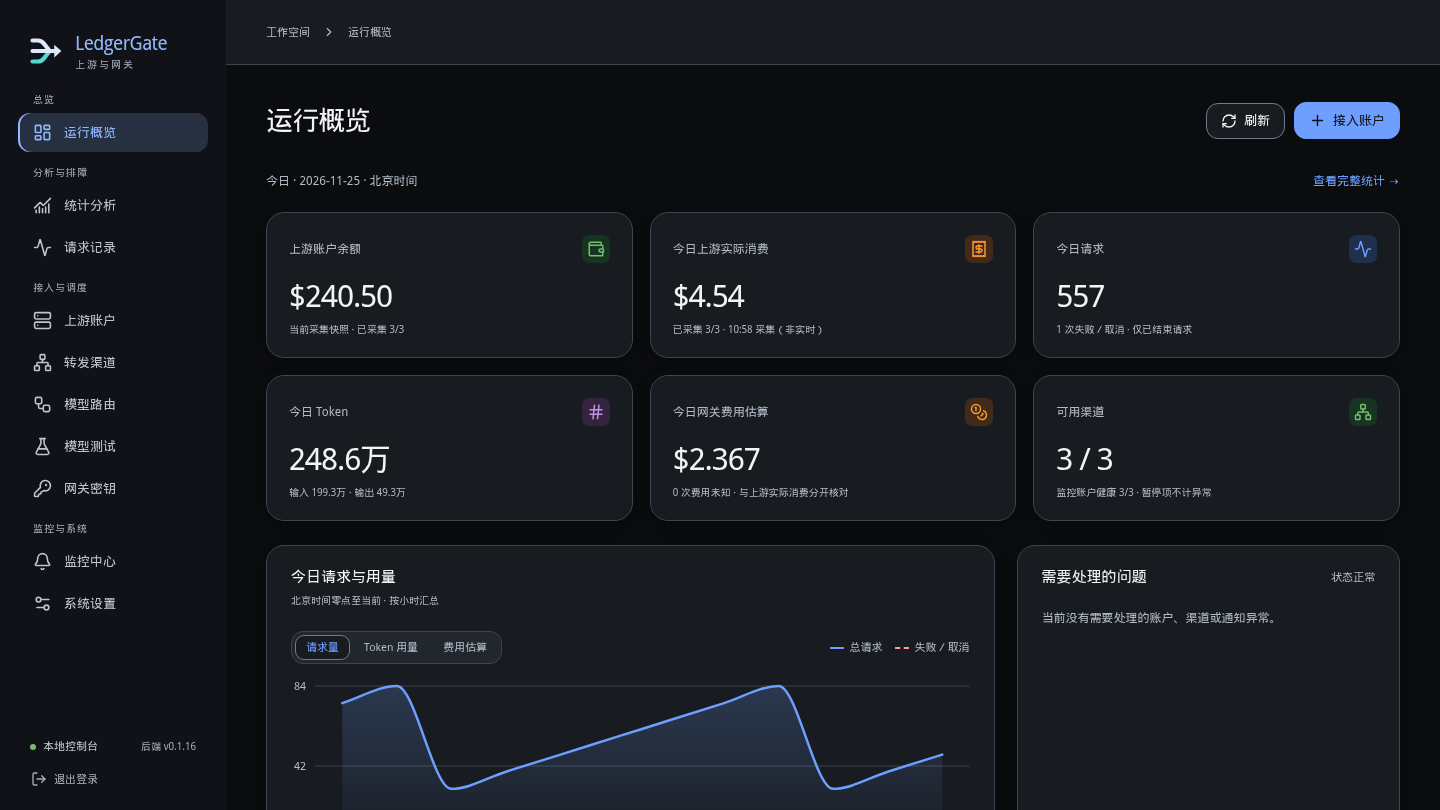 LedgerGate
上游与网关
总览
运行概览
分析与排障
统计分析
请求记录
接入与调度
上游账户
转发渠道
模型路由
模型测试
网关密钥
监控与系统
监控中心
系统设置
本地控制台 后端 v0.1.16
退出登录
工作空间 运行概览
运行概览
刷新 接入账户
今日 · 2026-11-25 · 北京时间 查看完整统计 →
上游账户余额
$240.50
当前采集快照 · 已采集 3/3
今日上游实际消费
$4.54
已采集 3/3 · 10:58 采集（非实时）
今日请求
557
1 次失败 / 取消 · 仅已结束请求
今日 Token
248.6万
输入 199.3万 · 输出 49.3万
今日网关费用估算
$2.367
0 次费用未知 · 与上游实际消费分开核对
可用渠道
3 / 3
监控账户健康 3/3 · 暂停项不计异常
今日请求与用量
北京时间零点至当前 · 按小时汇总
请求量 Token 用量 费用估算
总请求 失败 / 取消
84
42
需要处理的问题 状态正常
当前没有需要处理的账户、渠道或通知异常。